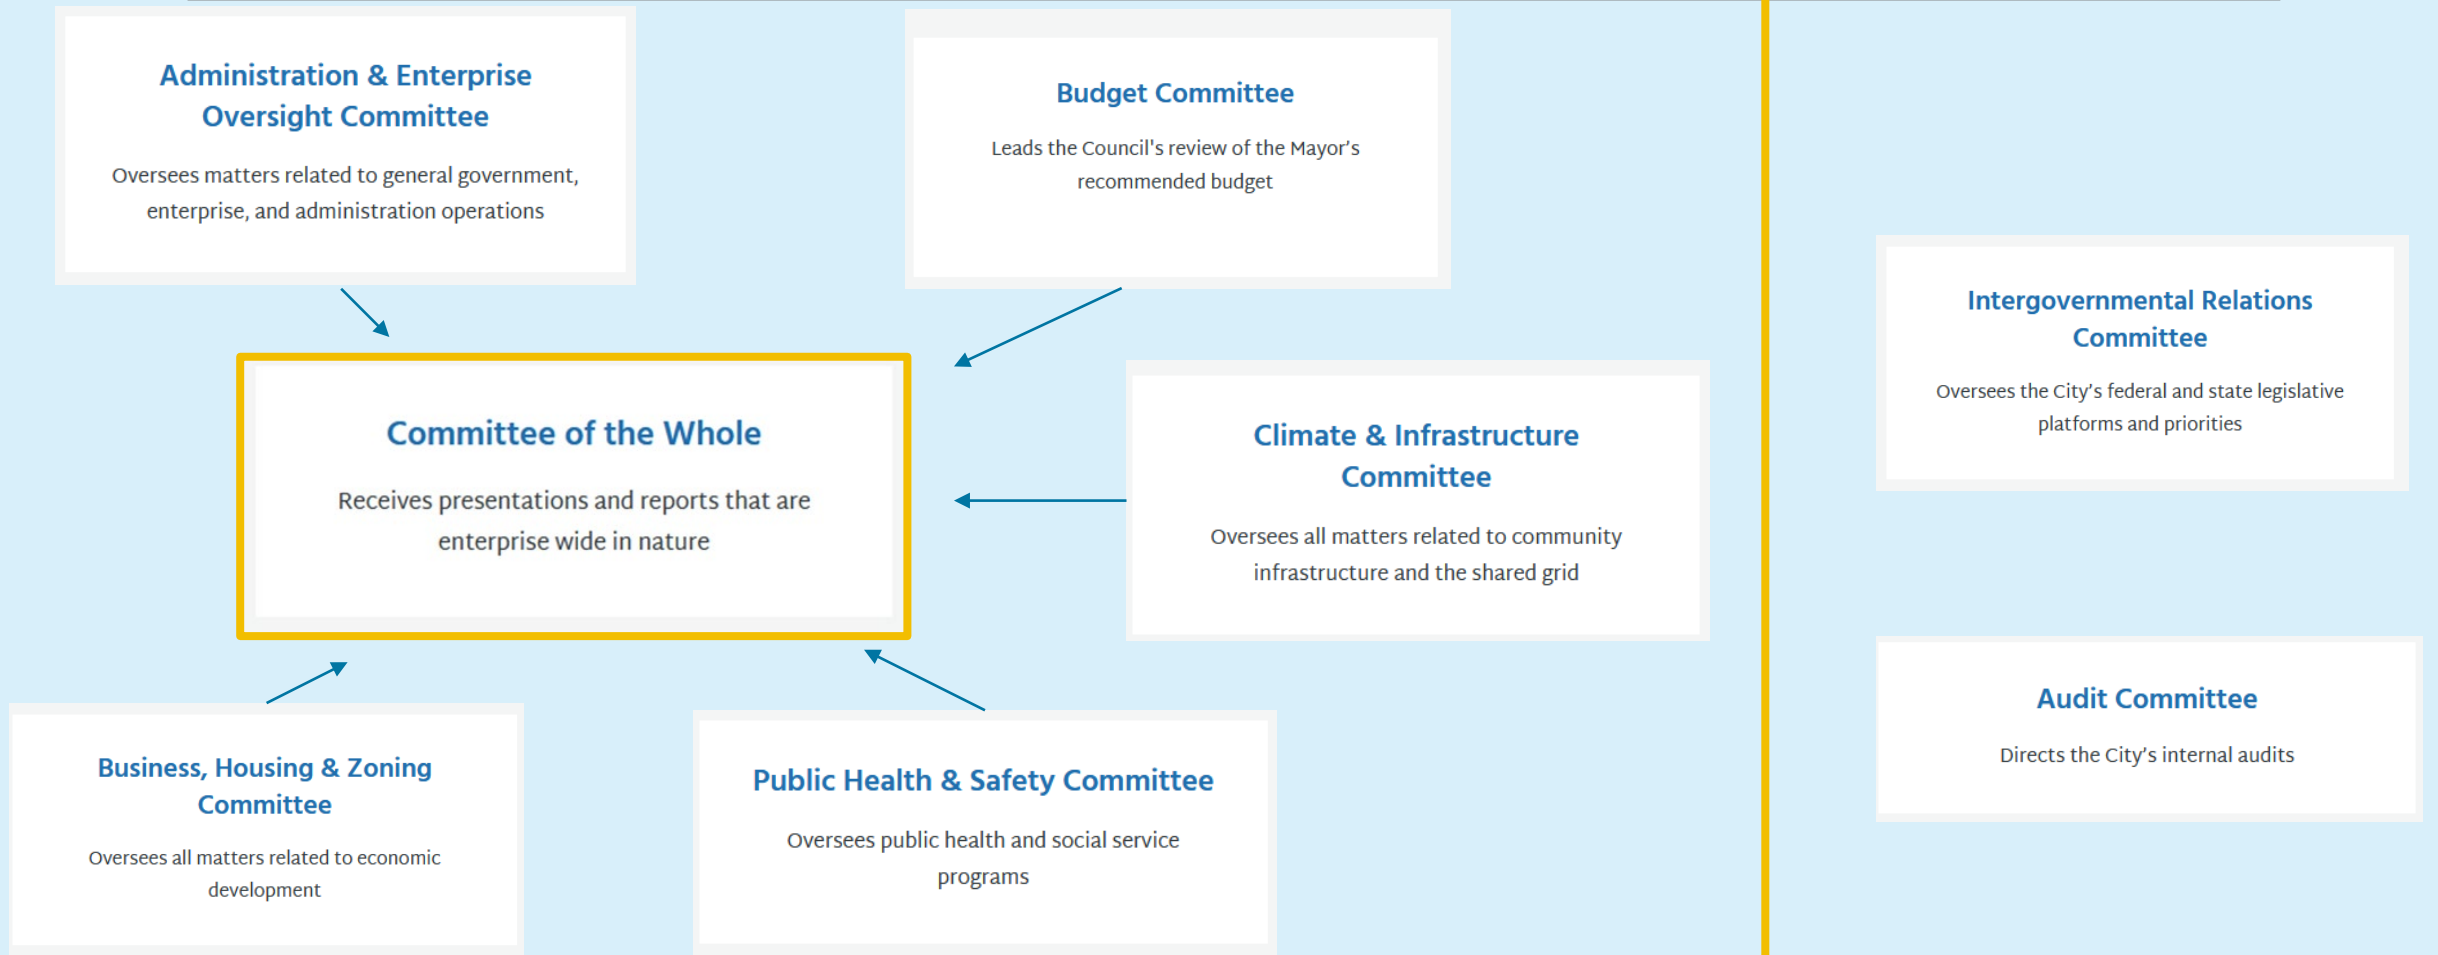 Administration & Enterprise
Oversight Committee
Oversees matters related to general government,
enterprise, and administration operations
Budget Committee
Leads the Council's review of the Mayor’s
recommended budget
Committee of the Whole
Receives presentations and reports that are
enterprise wide in nature
Climate & Infrastructure
Committee
Oversees all matters related to community
infrastructure and the shared grid
Business, Housing & Zoning
Committee
Oversees all matters related to economic
development
Public Health & Safety Committee
Oversees public health and social service
programs
Intergovernmental Relations
Committee
Oversees the City’s federal and state legislative
platforms and priorities
Audit Committee
Directs the City’s internal audits